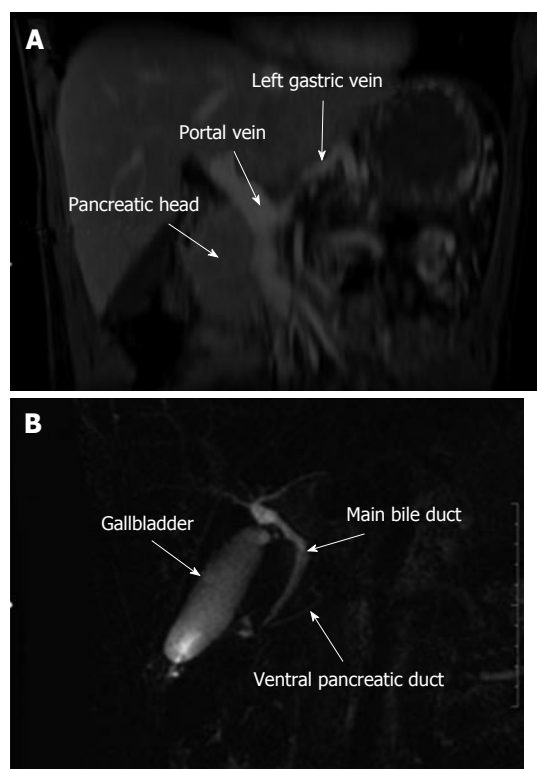 A
Left gastric vein
Portal vein
Pancreatic head
B
Gallbladder
Main bile duct
Ventral pancreatic duct